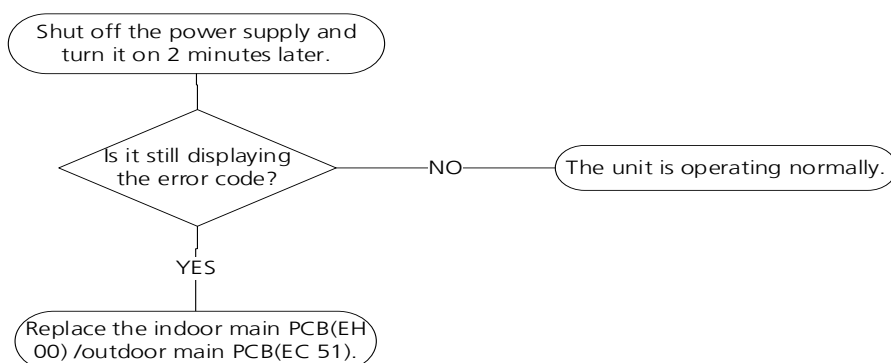 Shut off the power supply and
turn it on 2 minutes later.
Is it still displaying
the error code?
NO
The unit is operating normally.
YES
Replace the indoor main PCB(EH
00) /outdoor main PCB(EC 51).